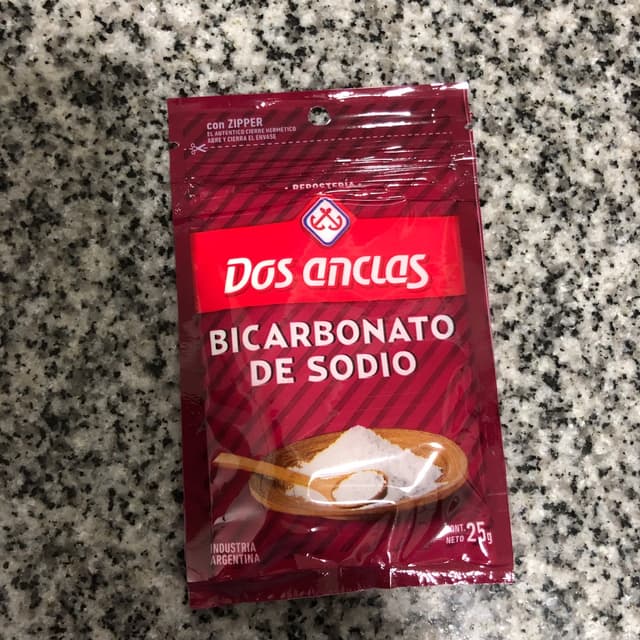 con ZIPPER
EL AUTÉNTICO CIERRE HERMÉTICO
ABRE Y CIERRA EL ENVASE
• REPOSTERÍA •
Dos anclas
BICARBONATO
DE SODIO
CONT.
NETO 25g
INDUSTRIA
ARGENTINA